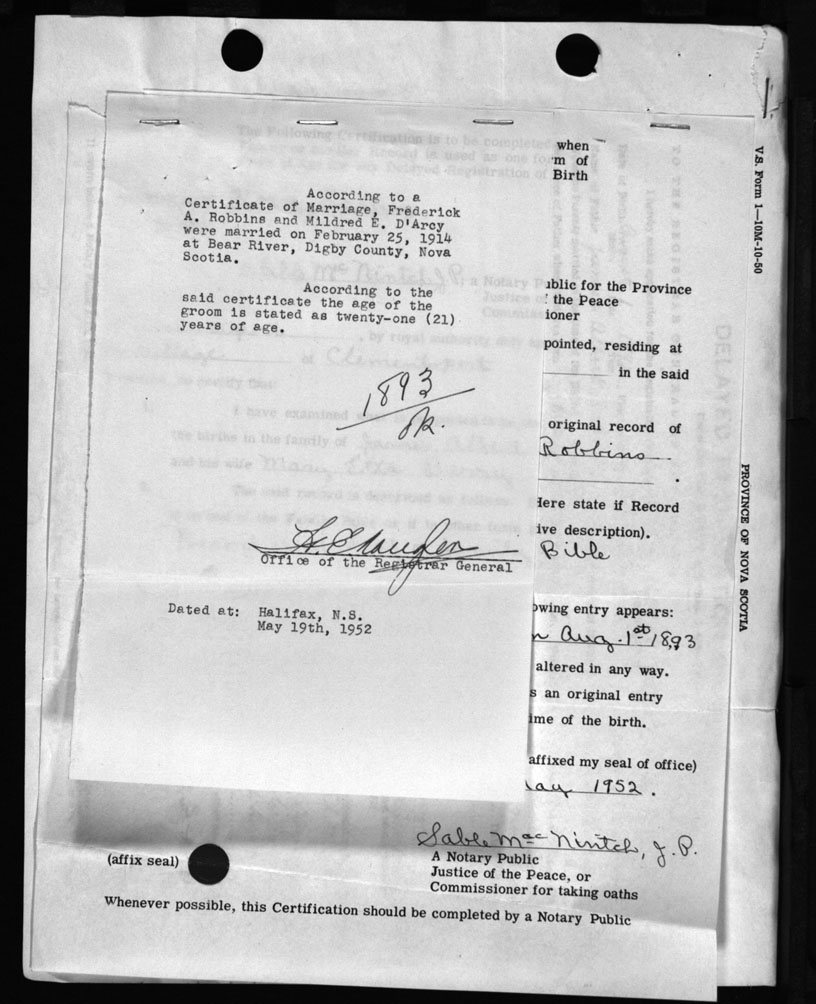 According to a
Certificate of Marriage, Frederick
A. Robbins and Mildred E. D'Arcy
were married on February 25, 1914
at Bear River, Digby County, Nova
Scotia.
According to the
said certificate the age of the
groom is stated as twenty-one (21)
years of age.
1893
ok.
Office of the Registrar General
Dated at: Halifax, N.S.
May 19th, 1952
when
m of
Birth
ublic for the Province
the Peace
ioner
pointed, residing at
in the said
original record of
Robbins
Here state if Record
ive description).
Bible
owing entry appears:
n Aug. 1st 1893
altered in any way.
s an original entry
ime of the birth.
affixed my seal of office)
May 1952.
Sable MacNintch, J.P.
(affix seal)
A Notary Public
Justice of the Peace, or
Commissioner for taking oaths
Whenever possible, this Certification should be completed by a Notary Public
V.S. Form 1—10M-10-50
PROVINCE OF NOVA SCOTIA